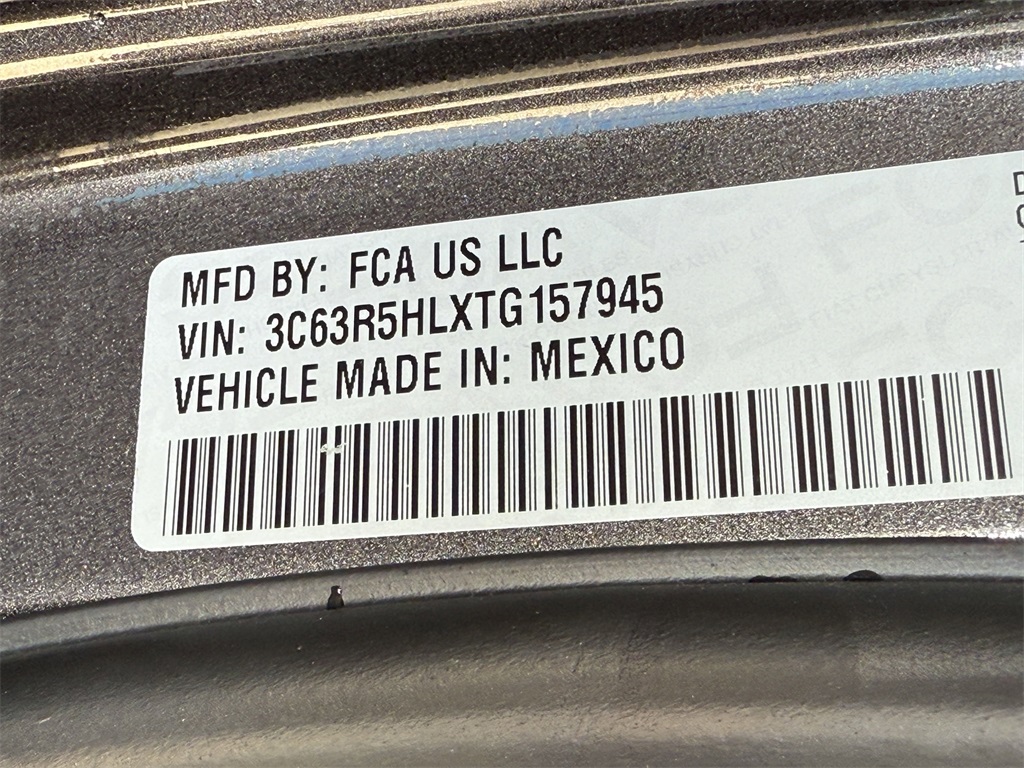 MFD BY: FCA US LLC
VIN: 3C63R5HLXTG157945
VEHICLE MADE IN: MEXICO